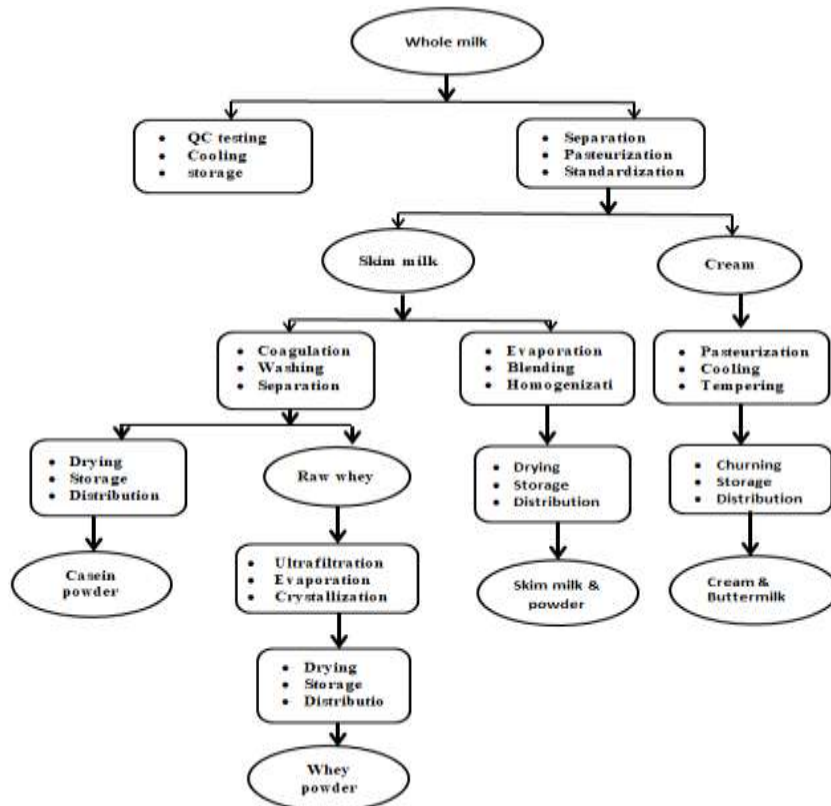 Whole milk
• QC testing
• Cooling
• storage
• Separation
• Pasteurization
• Standardization
Skim milk
Cream
• Coagulation
• Washing
• Separation
• Evaporation
• Blending
• Homogenizati
• Pasteurization
• Cooling
• Tempering
• Drying
• Storage
• Distribution
Raw whey
• Drying
• Storage
• Distribution
• Churning
• Storage
• Distribution
Casein
powder
• Ultrafiltration
• Evaporation
• Crystallization
Skim milk &
powder
Cream &
Buttermilk
• Drying
• Storage
• Distributio
Whey
powder